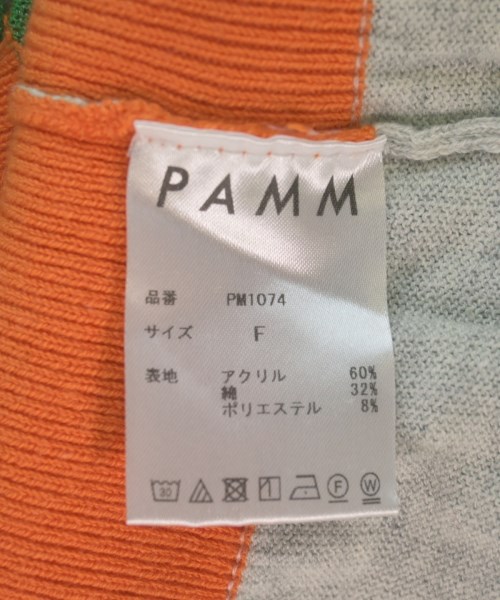 PAMM
品番 PM1074
サイズ F
表地 アクリル 60%
綿 32%
ポリエステル 8%
30 F W